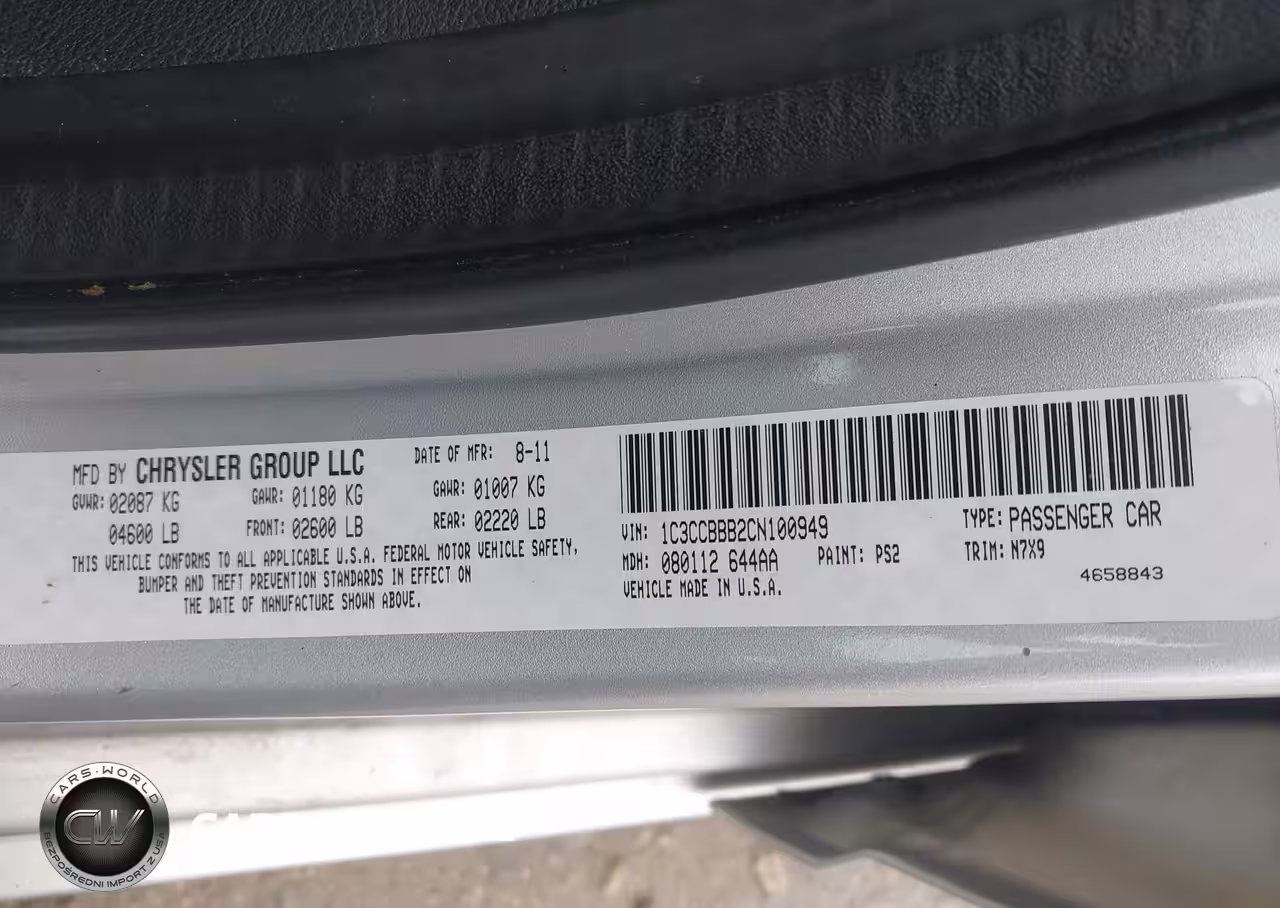 MFD BY CHRYSLER GROUP LLC DATE OF MFR: 8-11
GVWR: 02087 KG GAWR: 01180 KG GAWR: 01007 KG
04600 LB FRONT: 02600 LB REAR: 02220 LB
THIS VEHICLE CONFORMS TO ALL APPLICABLE U.S.A. FEDERAL MOTOR VEHICLE SAFETY,
BUMPER AND THEFT PREVENTION STANDARDS IN EFFECT ON
THE DATE OF MANUFACTURE SHOWN ABOVE.
VIN: 1C3CCBBB2CN100949 TYPE: PASSENGER CAR
MDH: 080112 644AA PAINT: PS2 TRIM: N7X9
VEHICLE MADE IN U.S.A. 4658843
CARS-WORLD
CW
BEZPOŚREDNI IMPORT Z USA